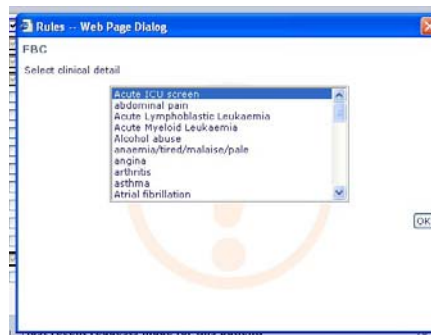 Rules -- Web Page Dialog
FBC
Select clinical detail
Acute ICU screen
abdominal pain
Acute Lymphoblastic Leukaemia
Acute Myeloid Leukaemia
Alcohol abuse
anaemia/tired/malaise/pale
angina
arthritis
asthma
Atrial fibrillation
OK